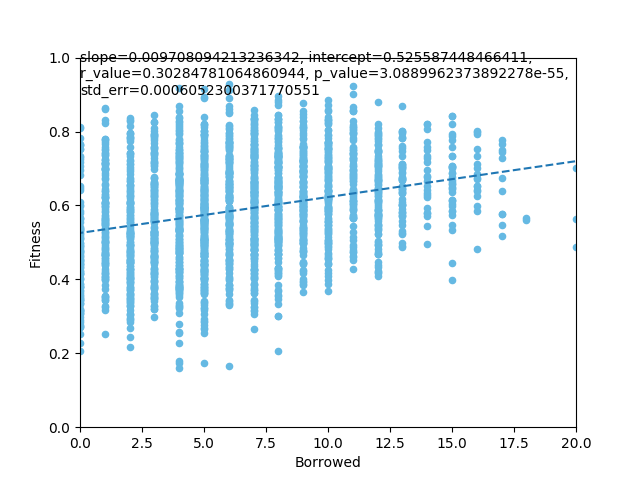 slope=0.009708094213236342, intercept=0.525587448466411,
r_value=0.30284781064860944, p_value=3.0889962373892278e-55,
std_err=0.0006052300371770551
1.0
0.8
0.6
0.4
0.2
0.0
Fitness
0.0 2.5 5.0 7.5 10.0 12.5 15.0 17.5 20.0
Borrowed